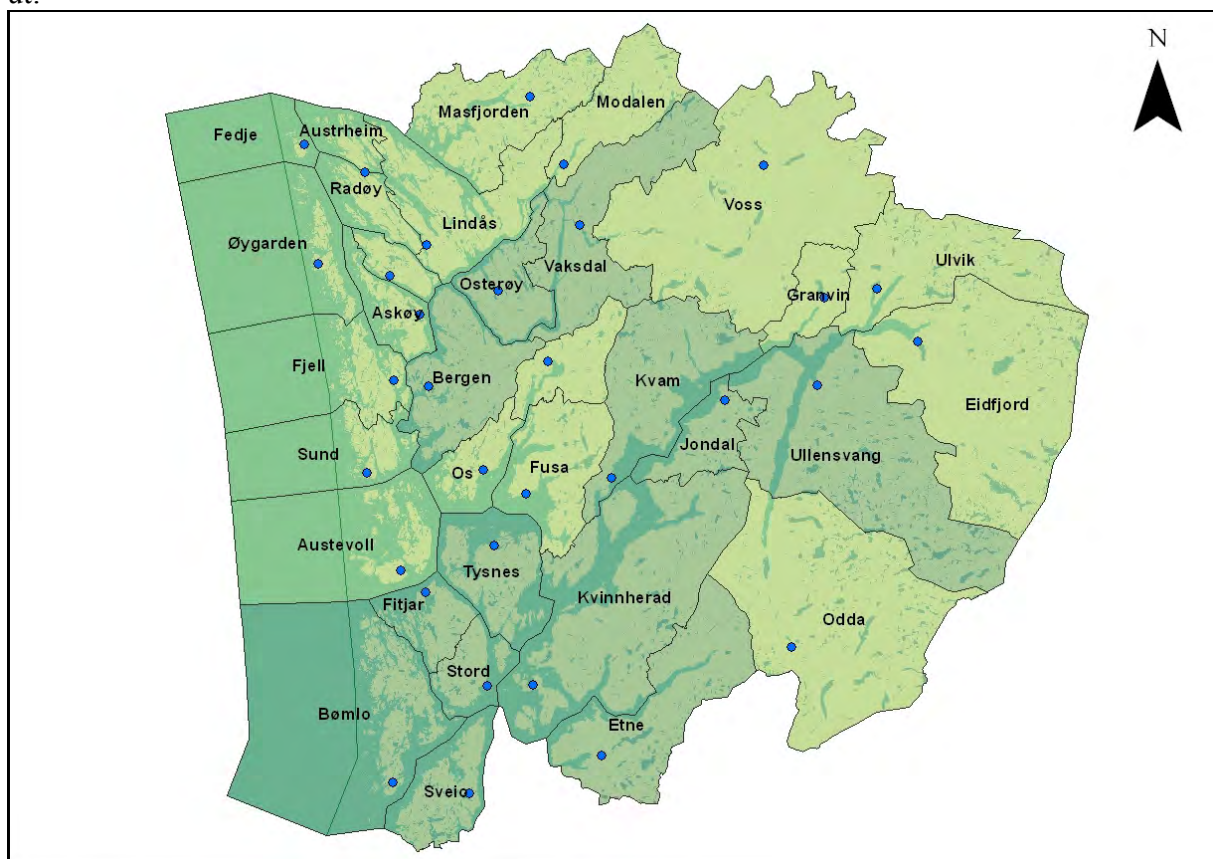 ut:
N
Masfjorden
Modalen
Fedje
Austrheim
Radøy
Voss
Lindås
Øygarden
Ulvik
Vaksdal
Osterøy
Granvin
Askøy
Fjell
Bergen
Kvam
Eidfjord
Jondal
Sund
Ullensvang
Os
Fusa
Austevoll
Tysnes
Kvinnherad
Fitjar
Odda
Stord
Bømlo
Etne
Sveio